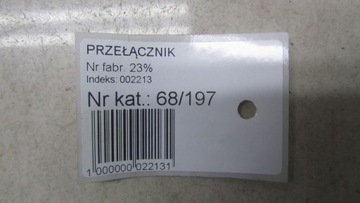 PRZEŁĄCZNIK
Nr fabr. 23%
Indeks: 002213
Nr kat.: 68/197
1 000000 022131